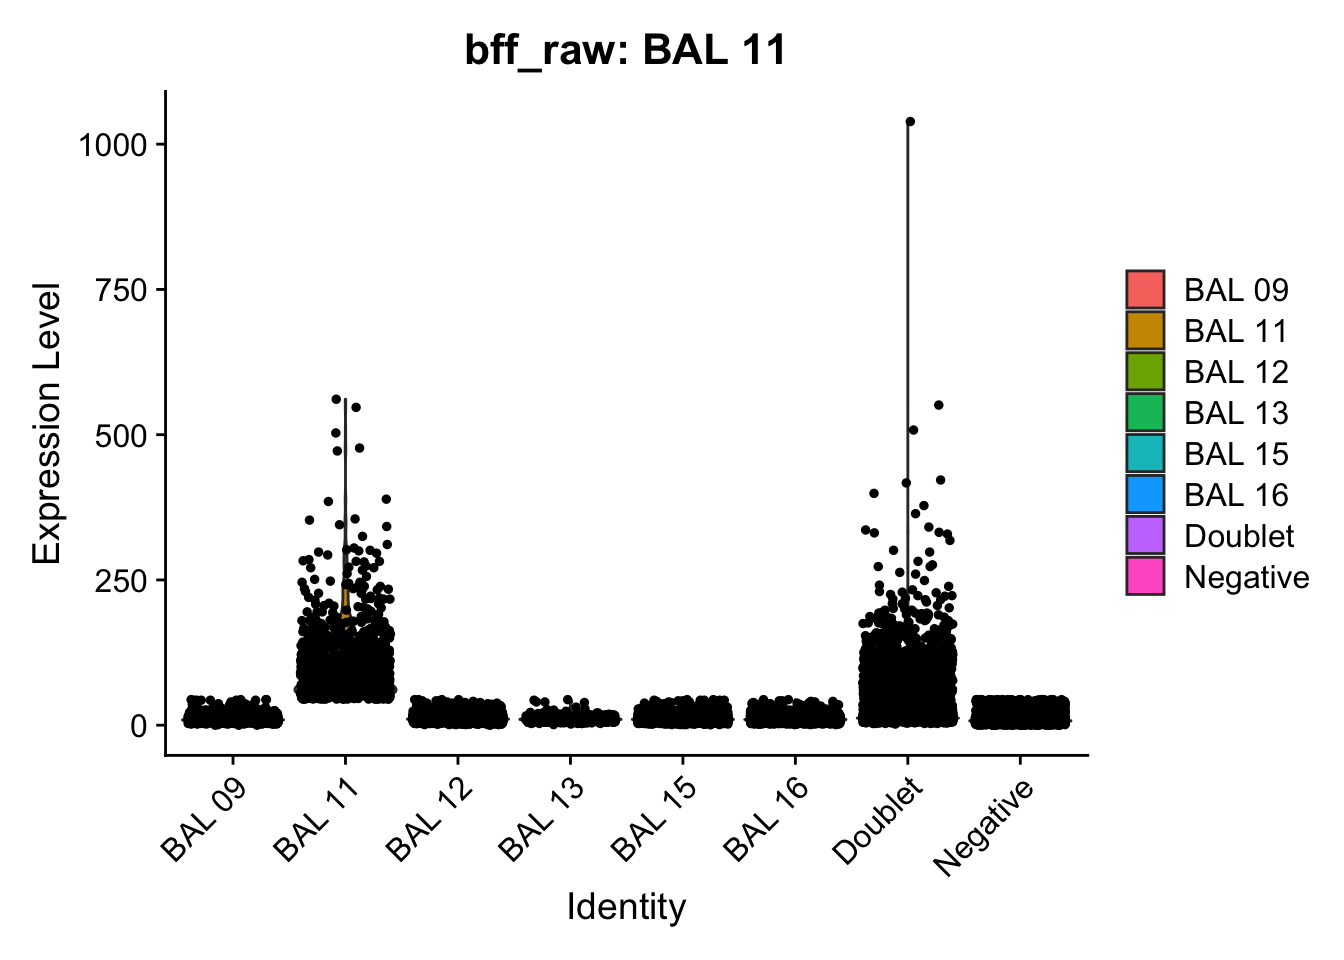 bff_raw: BAL 11
Expression Level
1000
750
500
250
0
BAL 09
BAL 11
BAL 12
BAL 13
BAL 15
BAL 16
Doublet
Negative
Identity
BAL 09
BAL 11
BAL 12
BAL 13
BAL 15
BAL 16
Doublet
Negative